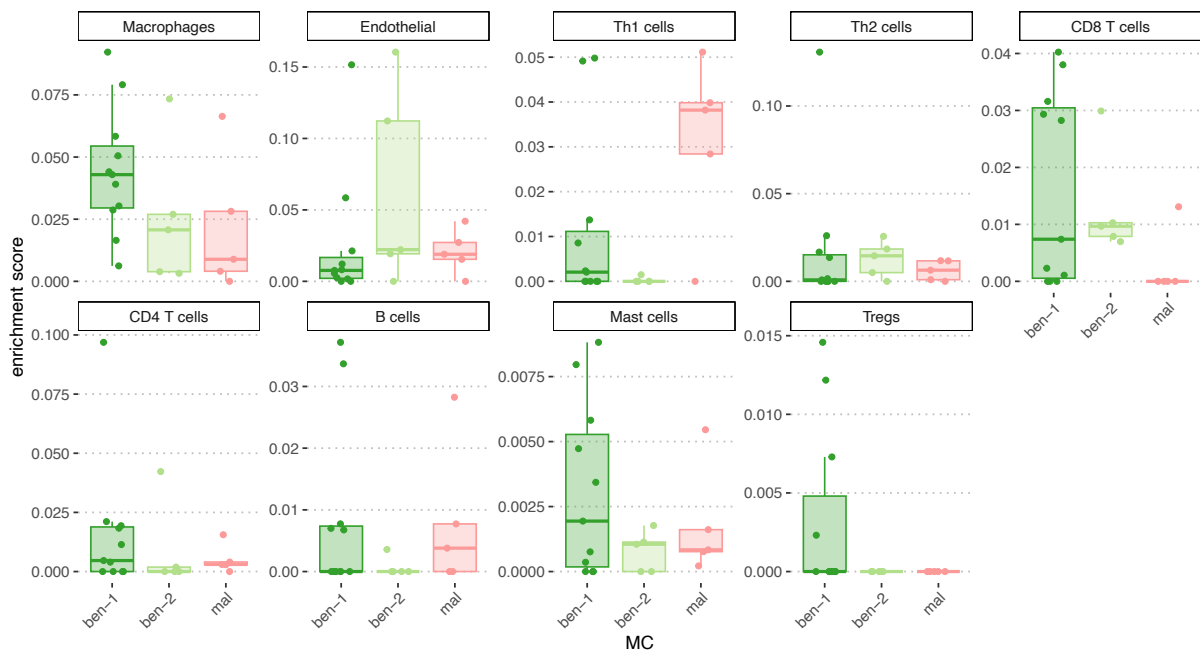 Macrophages
Endothelial
Th1 cells
Th2 cells
CD8 T cells
0.075
0.050
0.025
0.000
0.15
0.10
0.05
0.00
0.05
0.04
0.03
0.02
0.01
0.00
0.10
0.05
0.00
0.04
0.03
0.02
0.01
0.00
ben-1
ben-2
mal
enrichment score
CD4 T cells
B cells
Mast cells
Tregs
0.100
0.075
0.050
0.025
0.000
0.03
0.02
0.01
0.00
0.0075
0.0050
0.0025
0.0000
0.015
0.010
0.005
0.000
ben-1
ben-2
mal
ben-1
ben-2
mal
ben-1
ben-2
mal
ben-1
ben-2
mal
MC